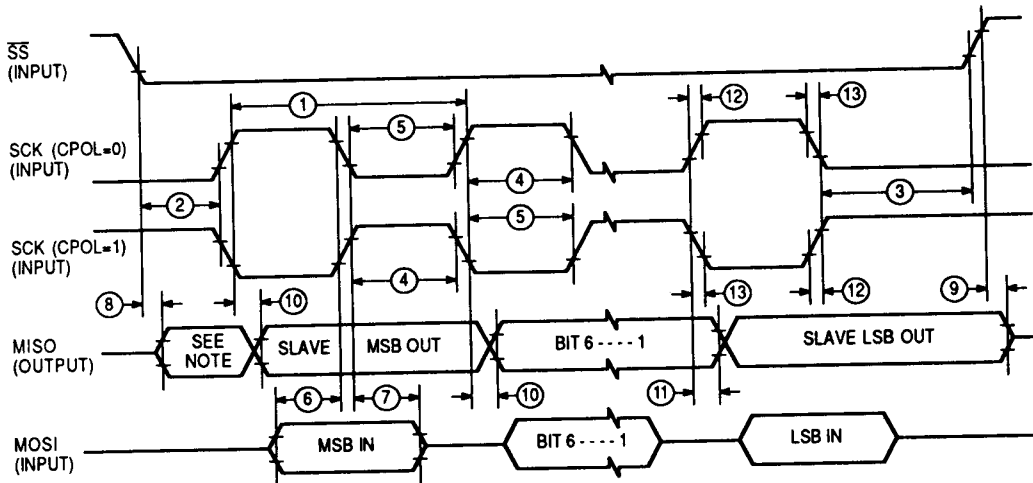 SS
(INPUT)
12
13
1
5
SCK (CPOL=0)
(INPUT)
4
3
2
5
SCK (CPOL=1)
(INPUT)
4
13
12
8
10
9
MISO
(OUTPUT)
SEE
NOTE
SLAVE
MSB OUT
BIT 6 - - - - 1
SLAVE LSB OUT
6
7
10
11
MOSI
(INPUT)
MSB IN
BIT 6 - - - - 1
LSB IN